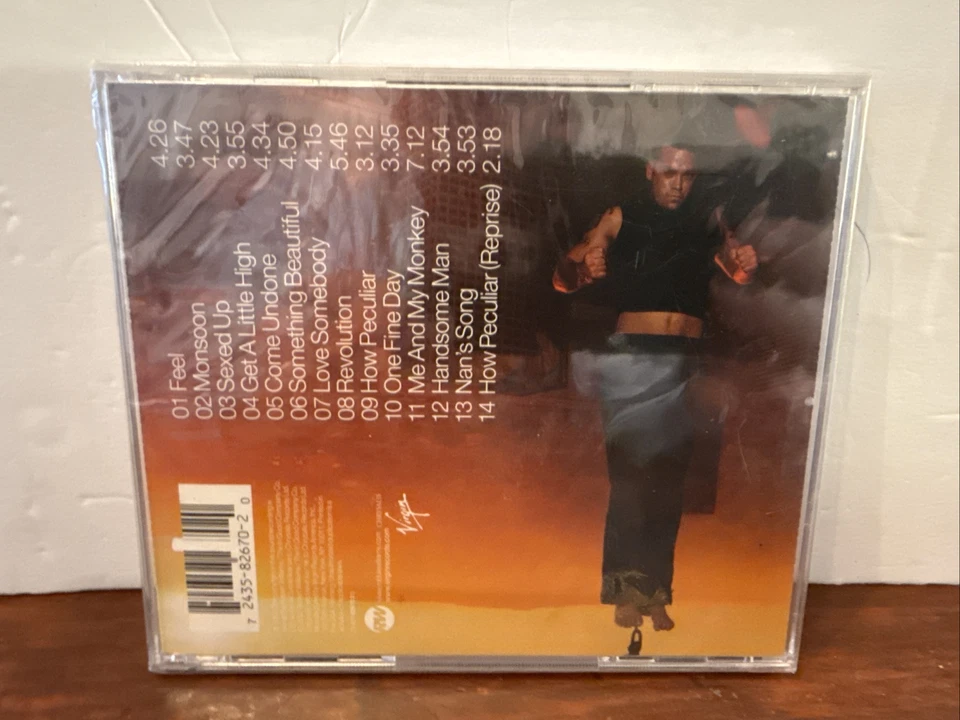 01 Feel 4.26
02 Monsoon 3.47
03 Sexed Up 4.23
04 Get A Little High 3.55
05 Come Undone 4.34
06 Something Beautiful 4.50
07 Love Somebody 4.15
08 Revolution 5.46
09 How Peculiar 3.12
10 One Fine Day 3.35
11 Me And My Monkey 7.12
12 Handsome Man 3.54
13 Nan's Song 3.53
14 How Peculiar (Reprise) 2.18
7 2435-82670-2 0
Virgin
RW